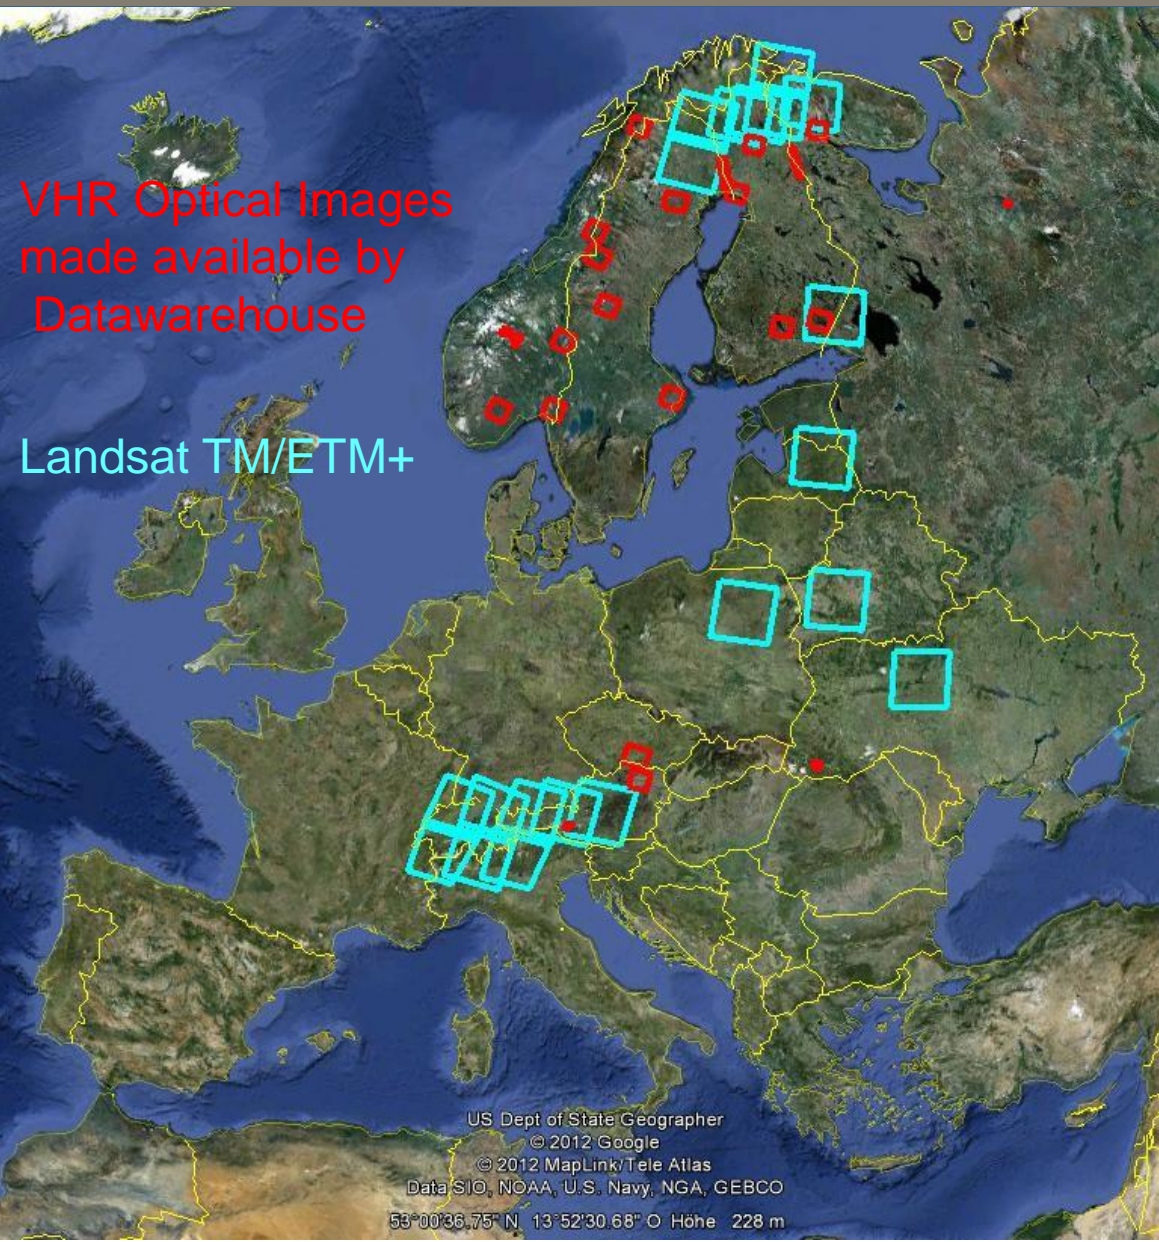 VHR Optical Images
made available by
Datawarehouse
Landsat TM/ETM+
US Dept of State Geographer
© 2012 Google
© 2012 MapLink/Tele Atlas
Data SIO, NOAA, U.S. Navy, NGA, GEBCO
53°00'36.75" N 13°52'30.68" O Höhe 228 m